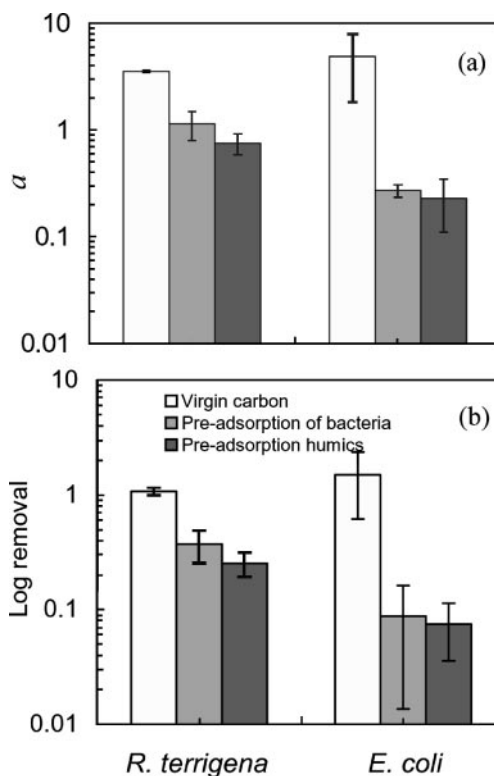 10
1
0.1
0.01
a
(a)
10
1
0.1
0.01
Log removal
(b)
Virgin carbon
Pre-adsorption of bacteria
Pre-adsorption humics
R. terrigena
E. coli